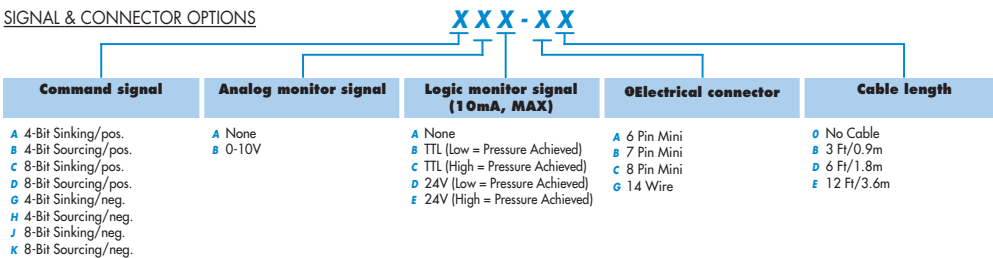 SIGNAL & CONNECTOR OPTIONS
X X X - X X
Command signal
A 4-Bit Sinking/pos.
B 4-Bit Sourcing/pos.
C 8-Bit Sinking/pos.
D 8-Bit Sourcing/pos.
G 4-Bit Sinking/neg.
H 4-Bit Sourcing/neg.
J 8-Bit Sinking/neg.
K 8-Bit Sourcing/neg.
Analog monitor signal
A None
B 0-10V
Logic monitor signal
(10mA, MAX)
A None
B TTL (Low = Pressure Achieved)
C TTL (High = Pressure Achieved)
D 24V (Low = Pressure Achieved)
E 24V (High = Pressure Achieved)
❶Electrical connector
A 6 Pin Mini
B 7 Pin Mini
C 8 Pin Mini
G 14 Wire
Cable length
0 No Cable
B 3 Ft/0.9m
D 6 Ft/1.8m
E 12 Ft/3.6m